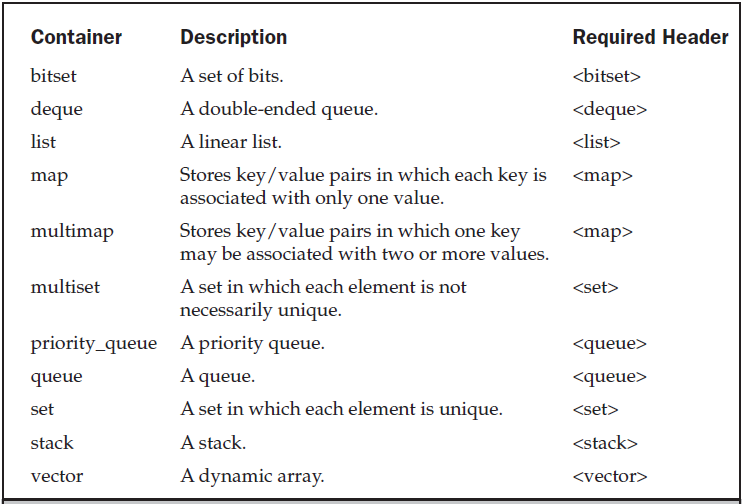 Container Description Required Header
bitset A set of bits. <bitset>
deque A double-ended queue. <deque>
list A linear list. <list>
map Stores key/value pairs in which each key is <map>
associated with only one value.
multimap Stores key/value pairs in which one key <map>
may be associated with two or more values.
multiset A set in which each element is not <set>
necessarily unique.
priority_queue A priority queue. <queue>
queue A queue. <queue>
set A set in which each element is unique. <set>
stack A stack. <stack>
vector A dynamic array. <vector>